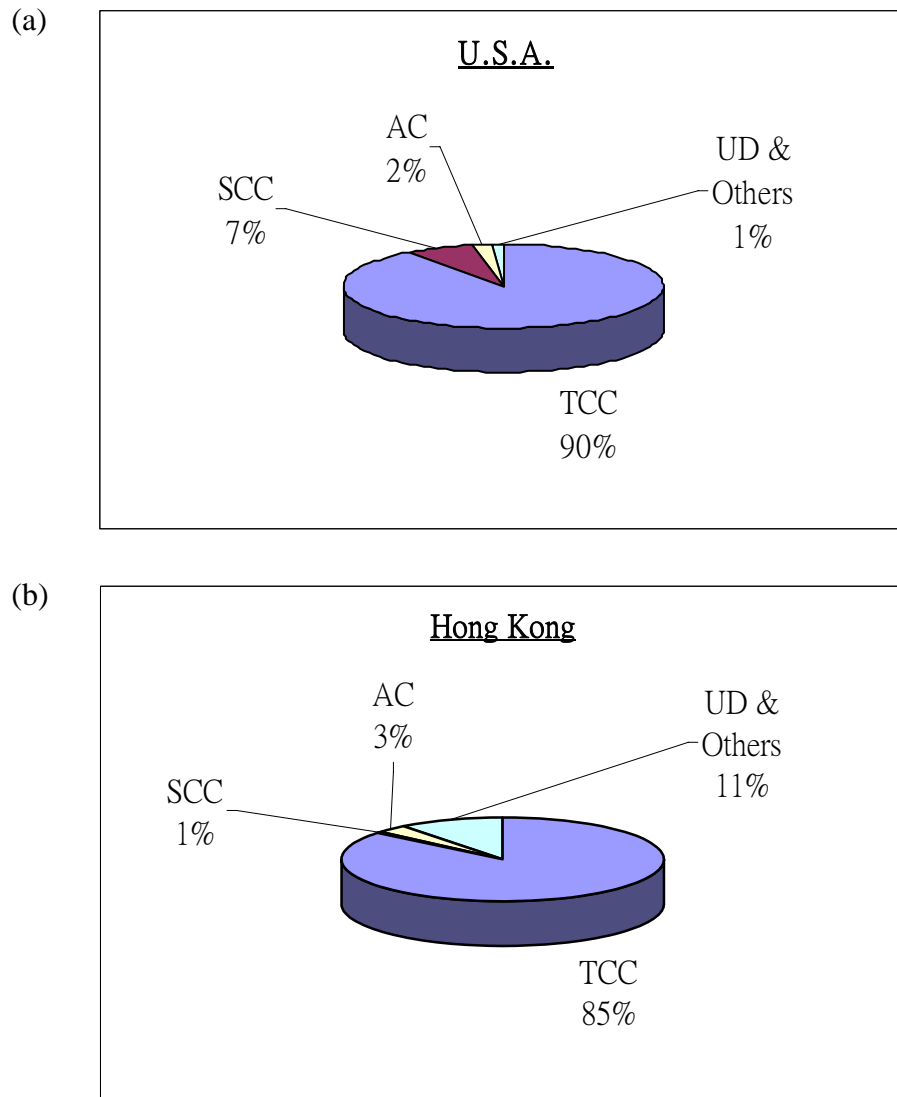 (a)
U.S.A.
AC
2%
UD &
Others
1%
SCC
7%
TCC
90%
(b)
Hong Kong
AC
3%
UD &
Others
11%
SCC
1%
TCC
85%